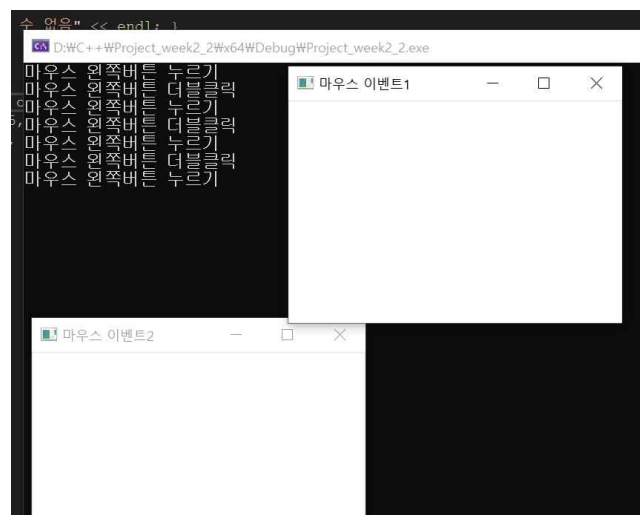 수 없음" << endl; }
D:₩C++₩Project_week2_2₩x64₩Debug₩Project_week2_2.exe
마우스 왼쪽버튼 누르기
마우스 왼쪽버튼 더블클릭
마우스 왼쪽버튼 누르기
마우스 왼쪽버튼 더블클릭
마우스 왼쪽버튼 누르기
마우스 왼쪽버튼 더블클릭
마우스 왼쪽버튼 누르기
마우스 이벤트1
마우스 이벤트2